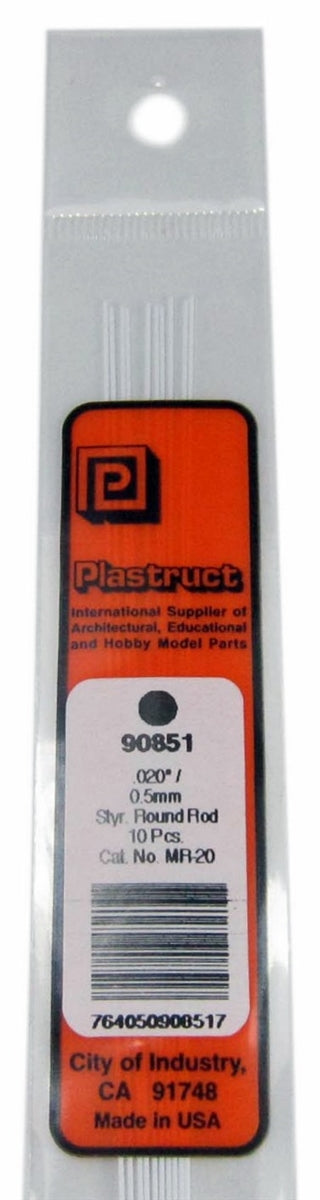 P
Plastruct
International Supplier of
Architectural, Educational
and Hobby Model Parts
90851
.020" /
0.5mm
Styr. Round Rod
10 Pcs.
Cat. No. MR-20
764050908517
City of Industry,
CA 91748
Made in USA